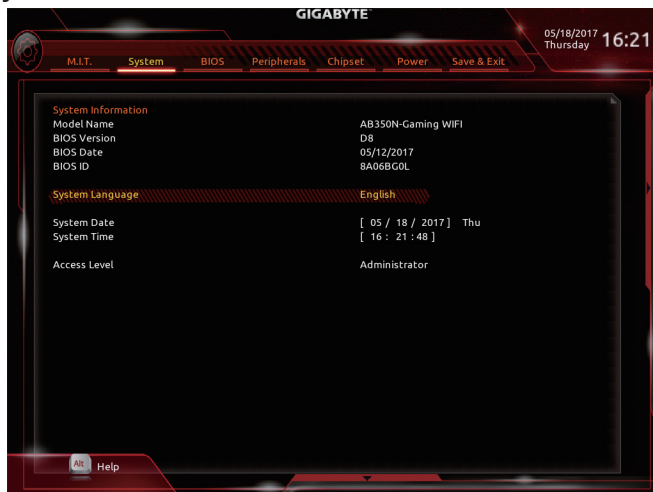 GIGABYTE
05/18/2017 Thursday 16:21
M.I.T. System BIOS Peripherals Chipset Power Save & Exit
System Information
Model Name AB350N-Gaming WIFI
BIOS Version D8
BIOS Date 05/12/2017
BIOS ID 8A06BG0L
System Language English
System Date [ 05 / 18 / 2017 ] Thu
System Time [ 16 : 21 : 48 ]
Access Level Administrator
Alt Help